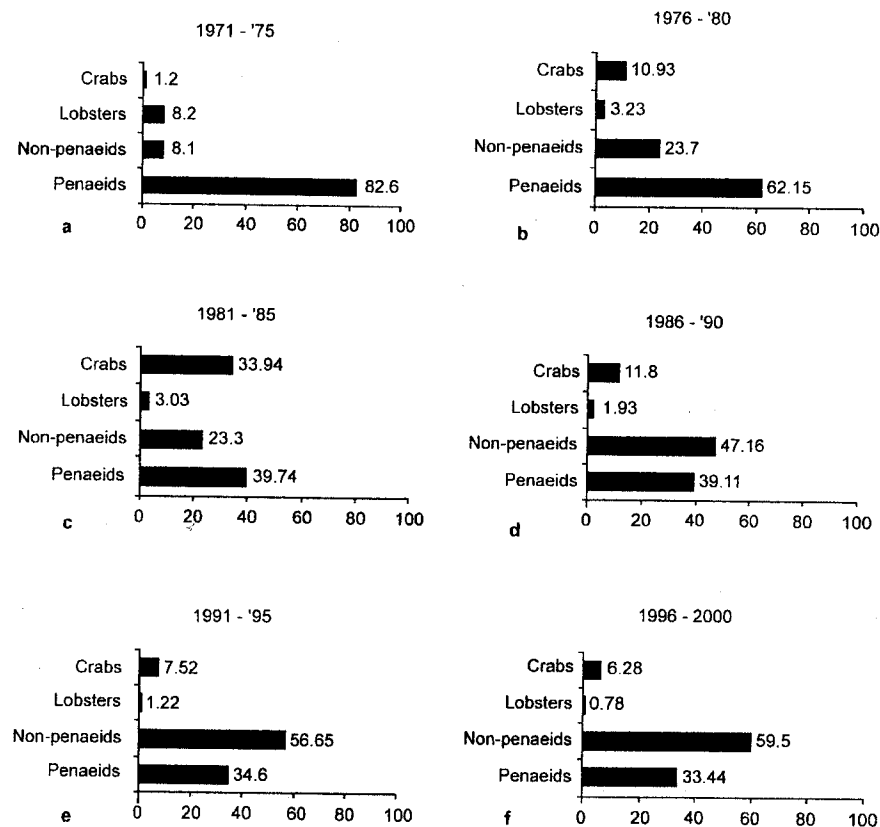 1971 - '75
Crabs 1.2
Lobsters 8.2
Non-penaeids 8.1
Penaeids 82.6
0 20 40 60 80 100
a
1976 - '80
Crabs 10.93
Lobsters 3.23
Non-penaeids 23.7
Penaeids 62.15
0 20 40 60 80 100
b
1981 - '85
Crabs 33.94
Lobsters 3.03
Non-penaeids 23.3
Penaeids 39.74
0 20 40 60 80 100
c
1986 - '90
Crabs 11.8
Lobsters 1.93
Non-penaeids 47.16
Penaeids 39.11
0 20 40 60 80 100
d
1991 - '95
Crabs 7.52
Lobsters 1.22
Non-penaeids 56.65
Penaeids 34.6
0 20 40 60 80 100
e
1996 - 2000
Crabs 6.28
Lobsters 0.78
Non-penaeids 59.5
Penaeids 33.44
0 20 40 60 80 100
f